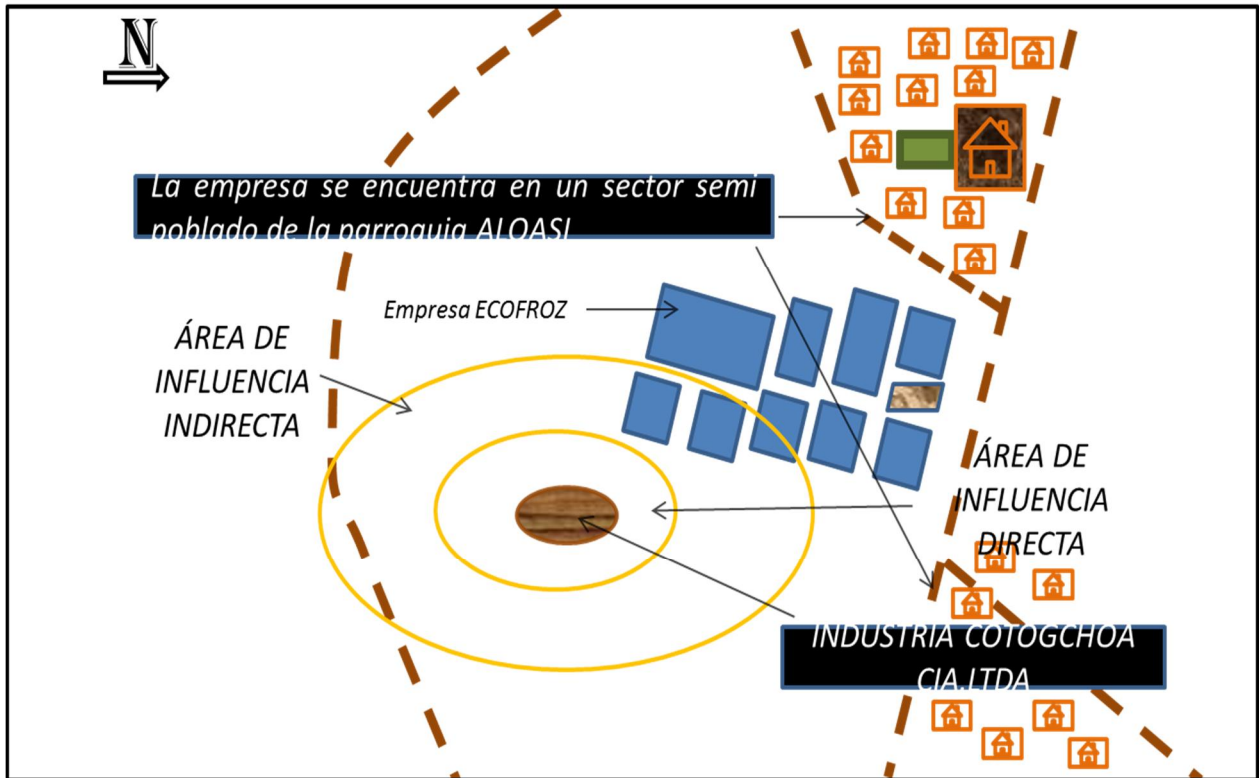 N
La empresa se encuentra en un sector semi
poblado de la parroquia ALOASI
Empresa ECOFROZ
ÁREA DE
INFLUENCIA
INDIRECTA
ÁREA DE
INFLUENCIA
DIRECTA
INDUSTRIA COTOGCHOA
CIA.LTDA